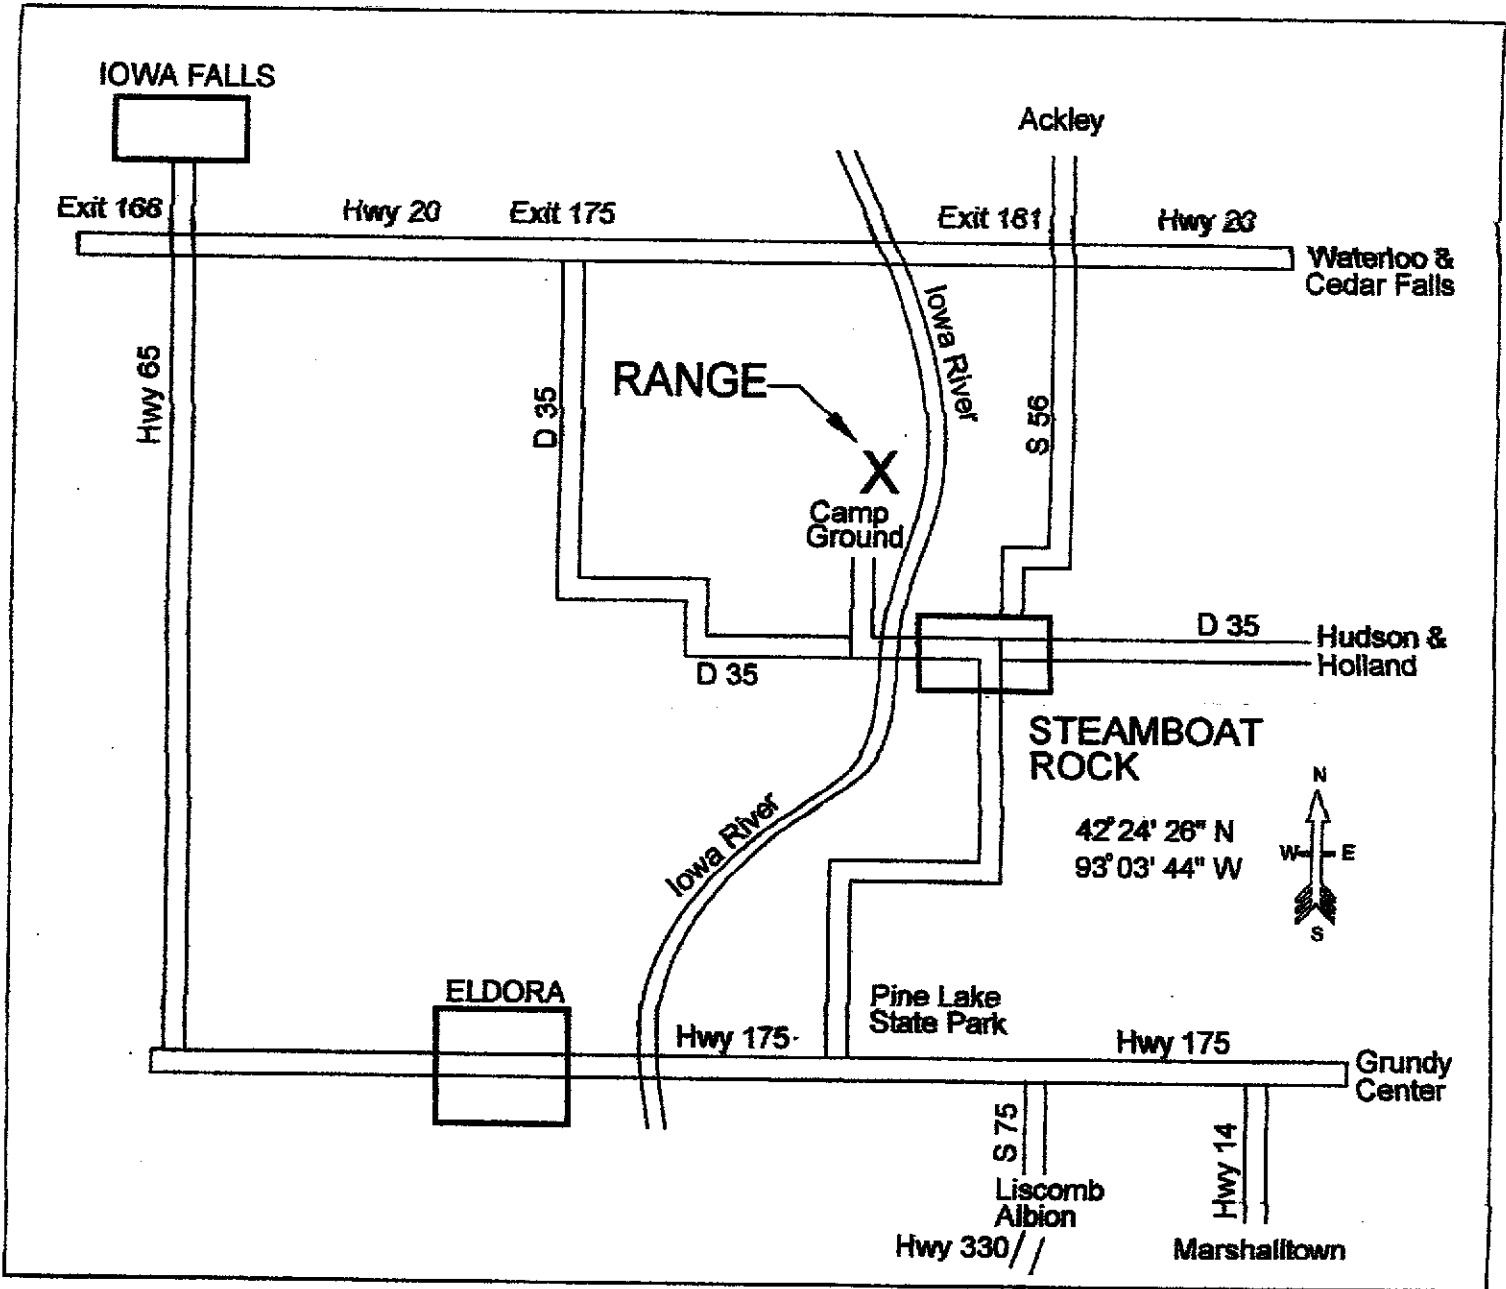 IOWA FALLS
Ackley
Exit 168
Hwy 20
Exit 175
Exit 181
Hwy 20
Waterloo &
Cedar Falls
Iowa River
Hwy 65
D 35
RANGE
S 56
X
Camp
Ground
D 35
Hudson &
Holland
D 35
STEAMBOAT
ROCK
N
42°24' 26" N
W
E
93°03' 44" W
S
Iowa River
ELDORA
Pine Lake
State Park
Hwy 175
Hwy 175
Grundy
Center
S 75
Hwy 14
Liscomb
Albion
Hwy 330
Marshalltown